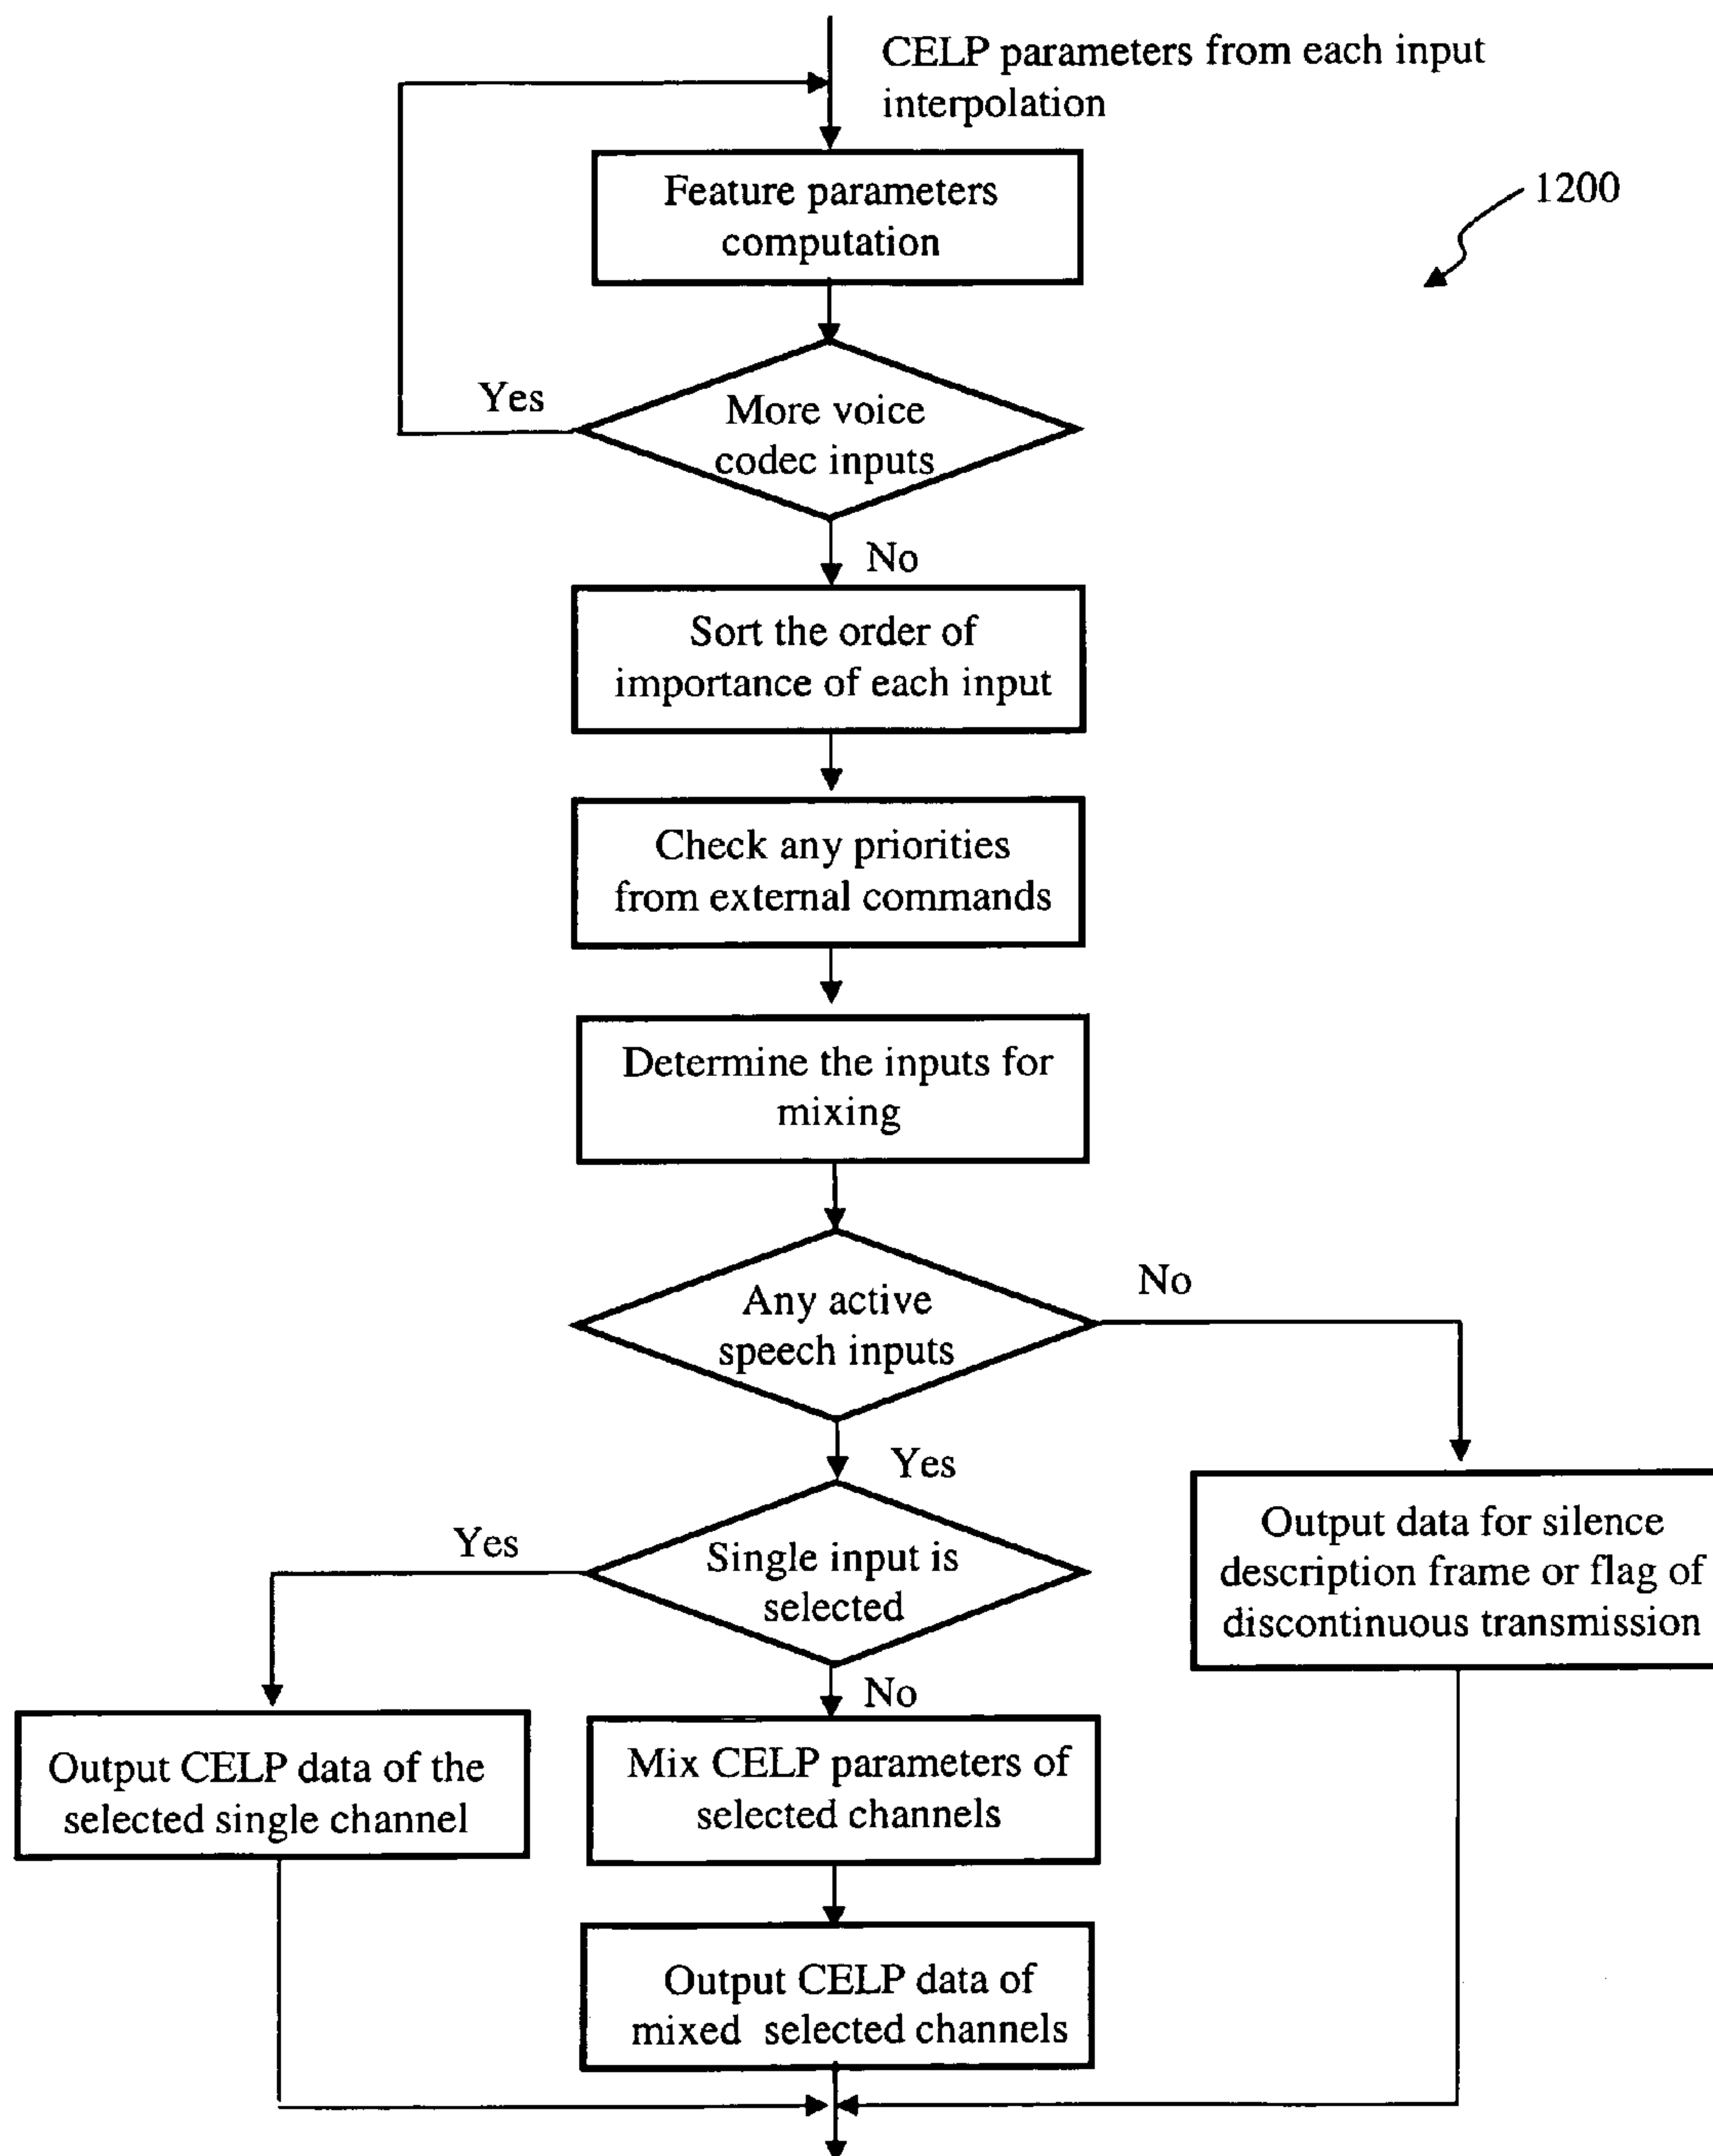 CELP parameters from each input
interpolation
Feature parameters
computation
1200
Yes
More voice
codec inputs
No
Sort the order of
importance of each input
Check any priorities
from external commands
Determine the inputs for
mixing
Any active
speech inputs
No
Yes
Single input is
selected
Yes
No
Output data for silence
description frame or flag of
discontinuous transmission
Output CELP data of the
selected single channel
Mix CELP parameters of
selected channels
Output CELP data of
mixed selected channels